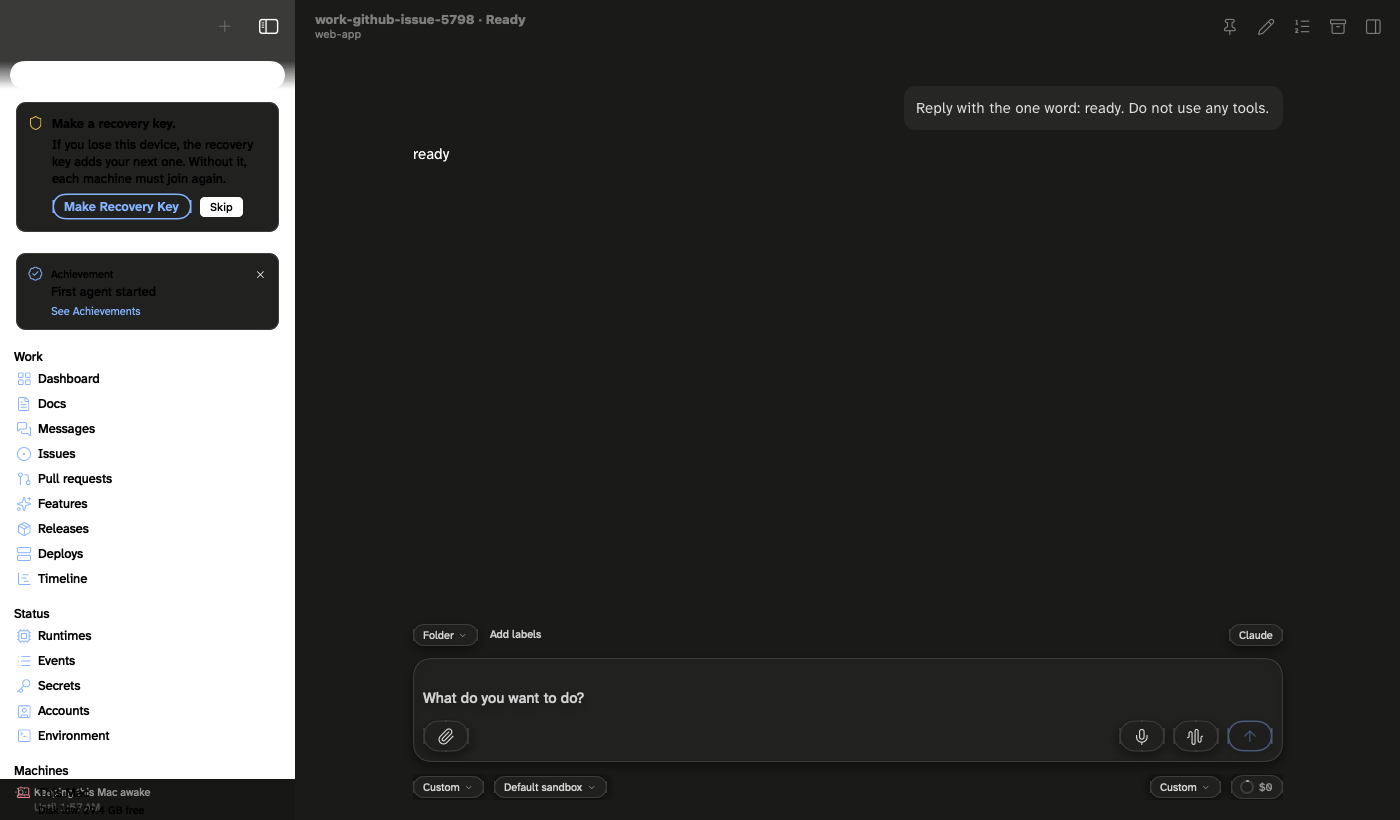 work-github-issue-5798 · Ready
web-app
Make a recovery key.
If you lose this device, the recovery
key adds your next one. Without it,
each machine must join again.
Make Recovery Key
Skip
Achievement
First agent started
See Achievements
Work
Dashboard
Docs
Messages
Issues
Pull requests
Features
Releases
Deploys
Timeline
Status
Runtimes
Events
Secrets
Accounts
Environment
Machines
Mac awake
GB free
Reply with the one word: ready. Do not use any tools.
ready
Folder
Add labels
Claude
What do you want to do?
Custom
Default sandbox
Custom
$0